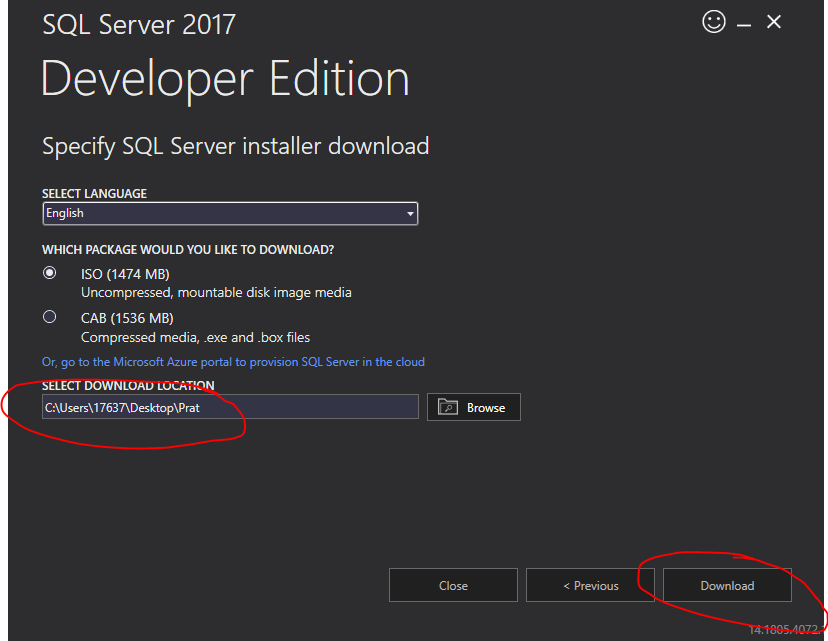 SQL Server 2017
Developer Edition
Specify SQL Server installer download
SELECT LANGUAGE
English
WHICH PACKAGE WOULD YOU LIKE TO DOWNLOAD?
ISO (1474 MB)
Uncompressed, mountable disk image media
CAB (1536 MB)
Compressed media, .exe and .box files
Or, go to the Microsoft Azure portal to provision SQL Server in the cloud
SELECT DOWNLOAD LOCATION
C:\Users\17637\Desktop\Prat
Browse
Close
< Previous
Download